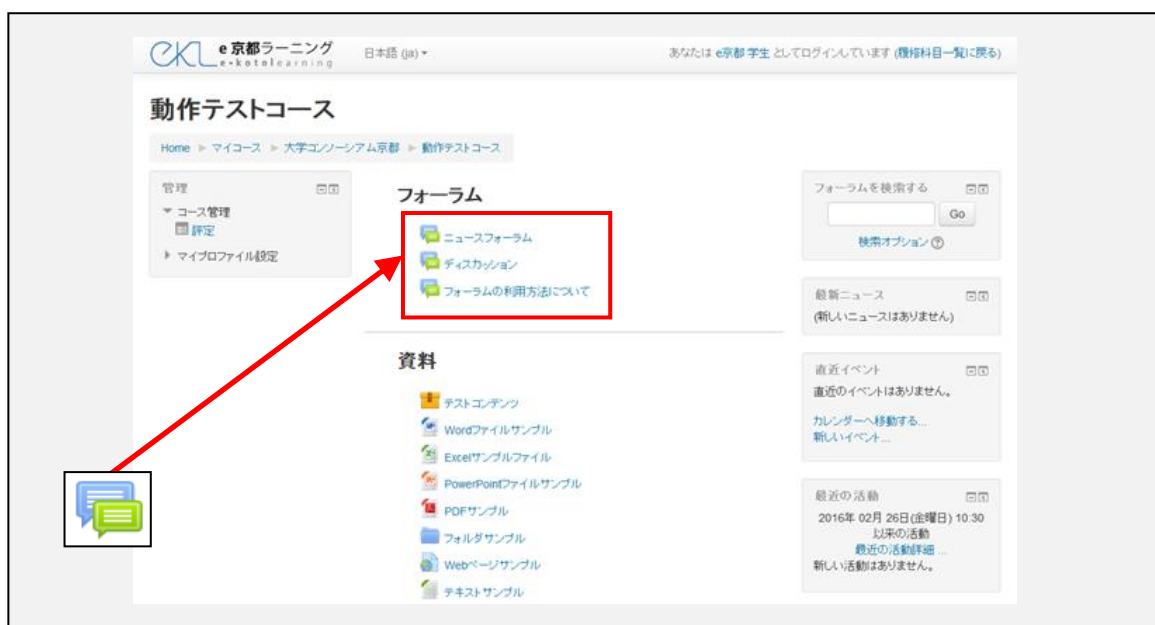 e京都ラーニング
e-kotolearning
日本語 (ja)
あなたは e京都 学生 としてログインしています (履修科目一覧に戻る)
動作テストコース
Home ▶ マイコース ▶ 大学コンソーシアム京都 ▶ 動作テストコース
管理
コース管理
評定
マイプロファイル設定
フォーラム
ニュースフォーラム
ディスカッション
フォーラムの利用方法について
資料
テストコンテンツ
Wordファイルサンプル
Excelサンプルファイル
PowerPointファイルサンプル
PDFサンプル
フォルダサンプル
Webページサンプル
テキストサンプル
フォーラムを検索する
Go
検索オプション
最新ニュース
(新しいニュースはありません)
直近イベント
直近のイベントはありません。
カレンダーへ移動する...
新しいイベント...
最近の活動
2016年 02月 26日(金曜日) 10:30
以来の活動
最近の活動詳細 ...
新しい活動はありません。